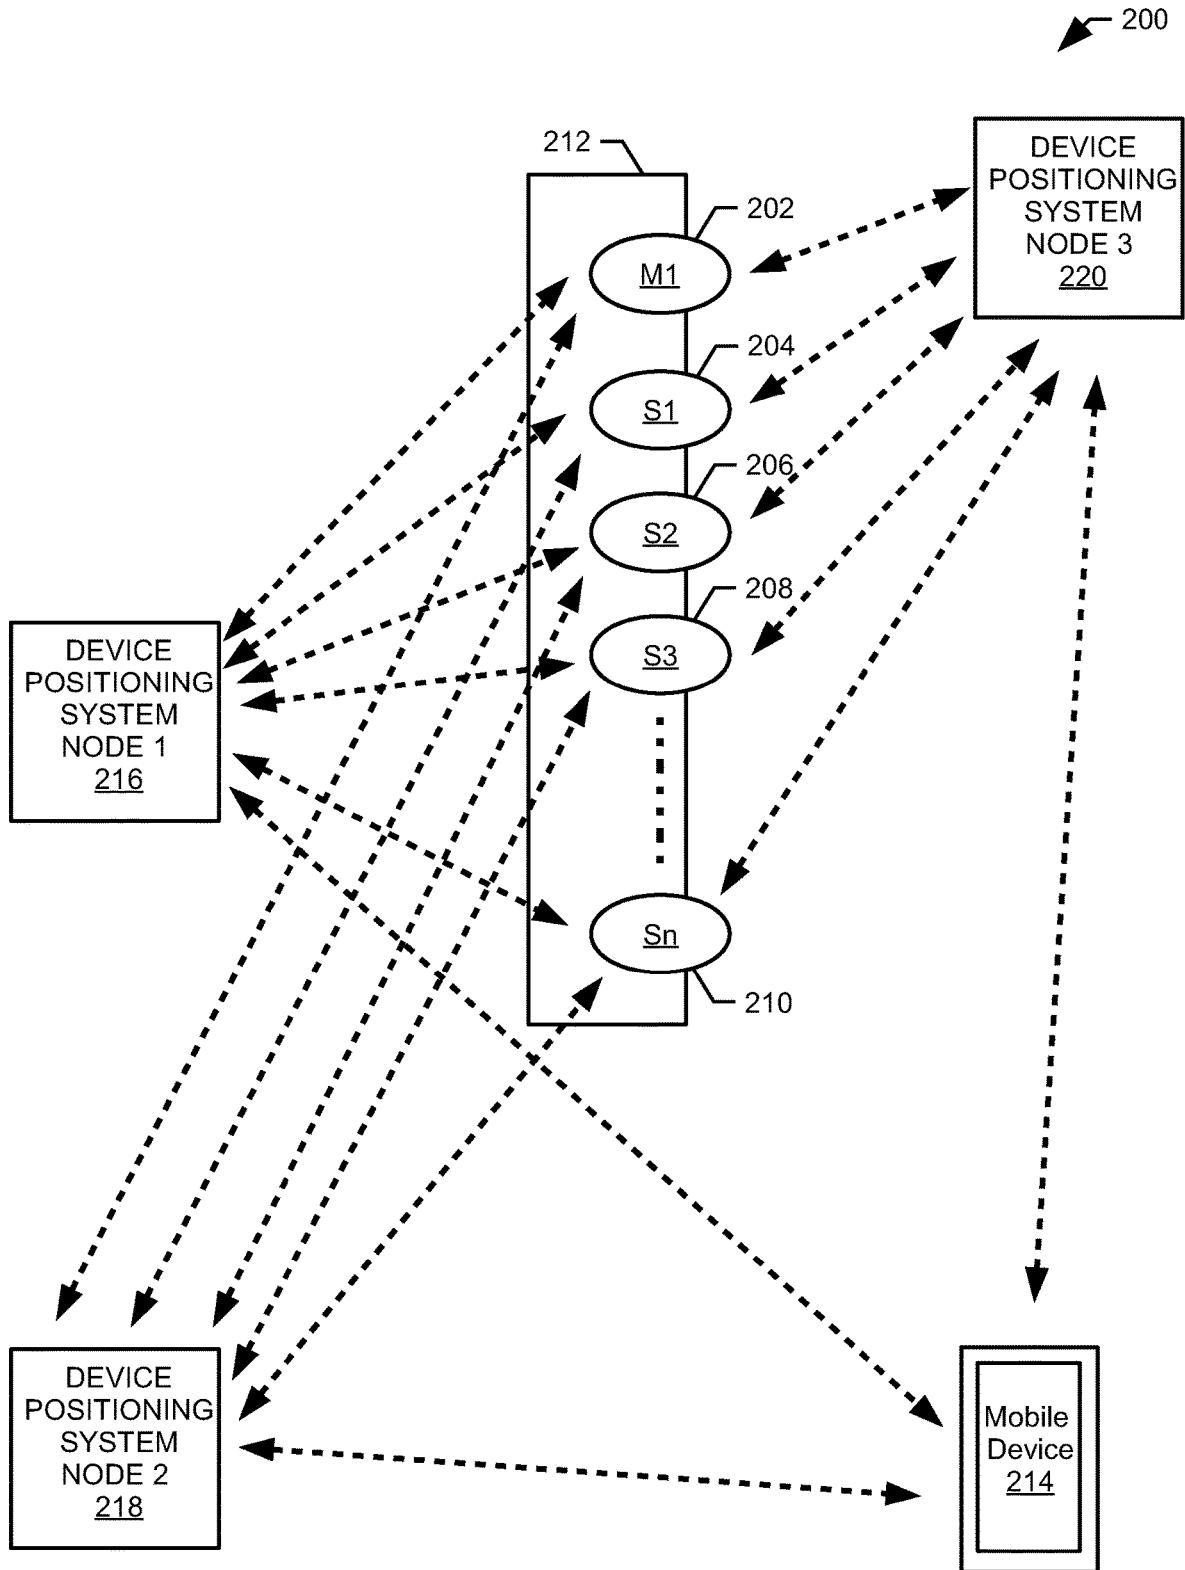 200
DEVICE
POSITIONING
SYSTEM
NODE 3
220
212
202
M1
204
S1
206
S2
208
S3
DEVICE
POSITIONING
SYSTEM
NODE 1
216
Sn
210
DEVICE
POSITIONING
SYSTEM
NODE 2
218
Mobile
Device
214